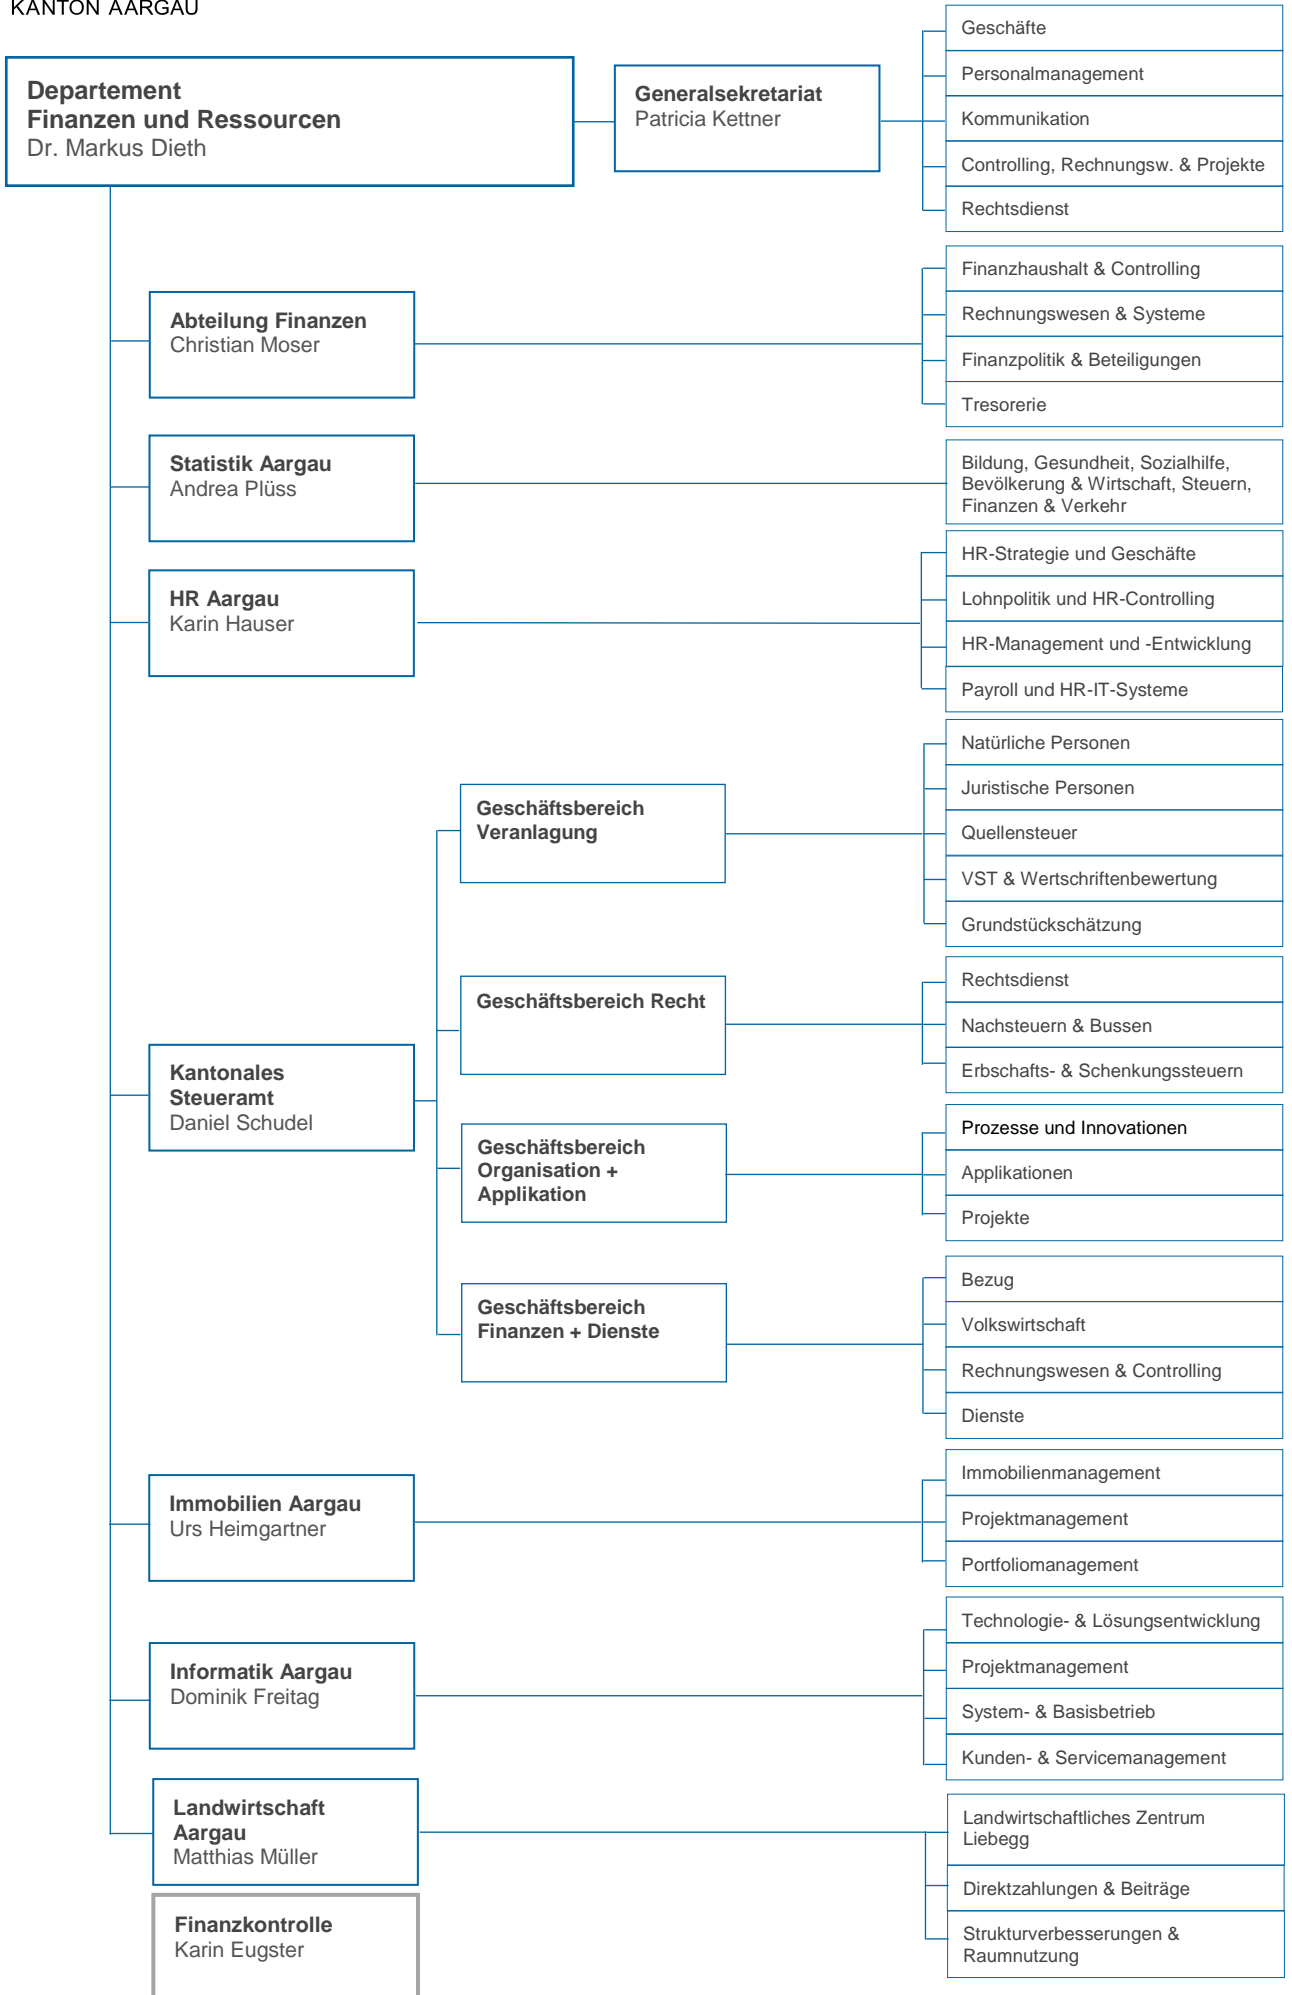 KANTON AARGAU
Departement
Finanzen und Ressourcen
Dr. Markus Dieth
Generalsekretariat
Patricia Kettner
Geschäfte
Personalmanagement
Kommunikation
Controlling, Rechnungsw. & Projekte
Rechtsdienst
Abteilung Finanzen
Christian Moser
Finanzhaushalt & Controlling
Rechnungswesen & Systeme
Finanzpolitik & Beteiligungen
Tresorerie
Statistik Aargau
Andrea Plüss
Bildung, Gesundheit, Sozialhilfe,
Bevölkerung & Wirtschaft, Steuern,
Finanzen & Verkehr
HR Aargau
Karin Hauser
HR-Strategie und Geschäfte
Lohnpolitik und HR-Controlling
HR-Management und -Entwicklung
Payroll und HR-IT-Systeme
Kantonales
Steueramt
Daniel Schudel
Geschäftsbereich
Veranlagung
Natürliche Personen
Juristische Personen
Quellensteuer
VST & Wertschriftenbewertung
Grundstückschätzung
Geschäftsbereich Recht
Rechtsdienst
Nachsteuern & Bussen
Erbschafts- & Schenkungssteuern
Geschäftsbereich
Organisation +
Applikation
Prozesse und Innovationen
Applikationen
Projekte
Geschäftsbereich
Finanzen + Dienste
Bezug
Volkswirtschaft
Rechnungswesen & Controlling
Dienste
Immobilien Aargau
Urs Heimgartner
Immobilienmanagement
Projektmanagement
Portfoliomanagement
Informatik Aargau
Dominik Freitag
Technologie- & Lösungsentwicklung
Projektmanagement
System- & Basisbetrieb
Kunden- & Servicemanagement
Landwirtschaft
Aargau
Matthias Müller
Landwirtschaftliches Zentrum
Liebegg
Direktzahlungen & Beiträge
Strukturverbesserungen &
Raumnutzung
Finanzkontrolle
Karin Eugster